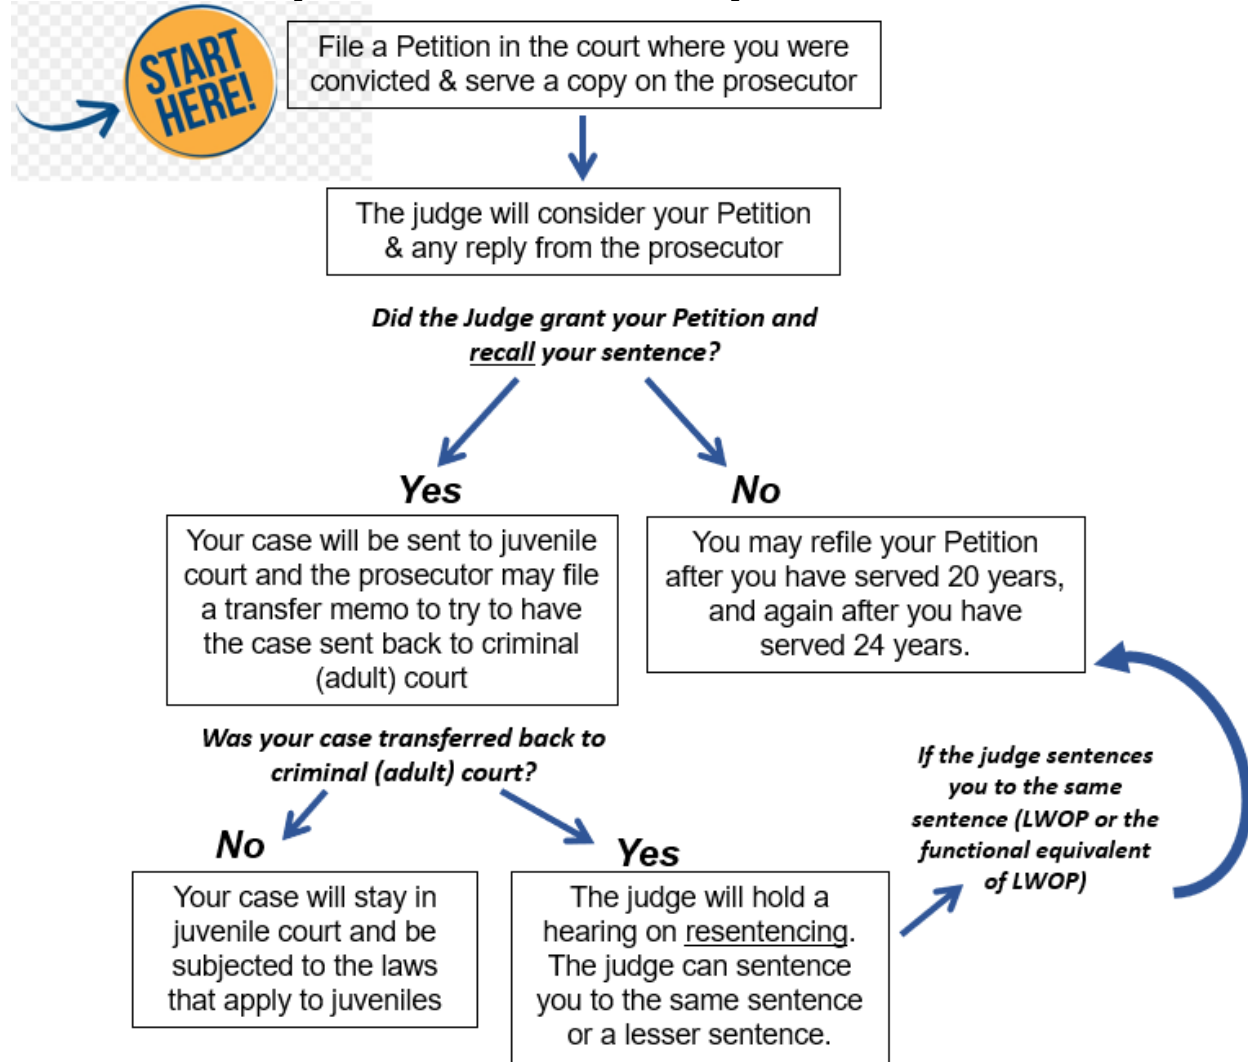 START
HERE!
File a Petition in the court where you were
convicted & serve a copy on the prosecutor
The judge will consider your Petition
& any reply from the prosecutor
Did the Judge grant your Petition and
recall your sentence?
Yes
Your case will be sent to juvenile
court and the prosecutor may file
a transfer memo to try to have
the case sent back to criminal
(adult) court
No
You may refile your Petition
after you have served 20 years,
and again after you have
served 24 years.
Was your case transferred back to
criminal (adult) court?
No
Your case will stay in
juvenile court and be
subjected to the laws
that apply to juveniles
Yes
The judge will hold a
hearing on resentencing.
The judge can sentence
you to the same sentence
or a lesser sentence.
If the judge sentences
you to the same
sentence (LWOP or the
functional equivalent
of LWOP)